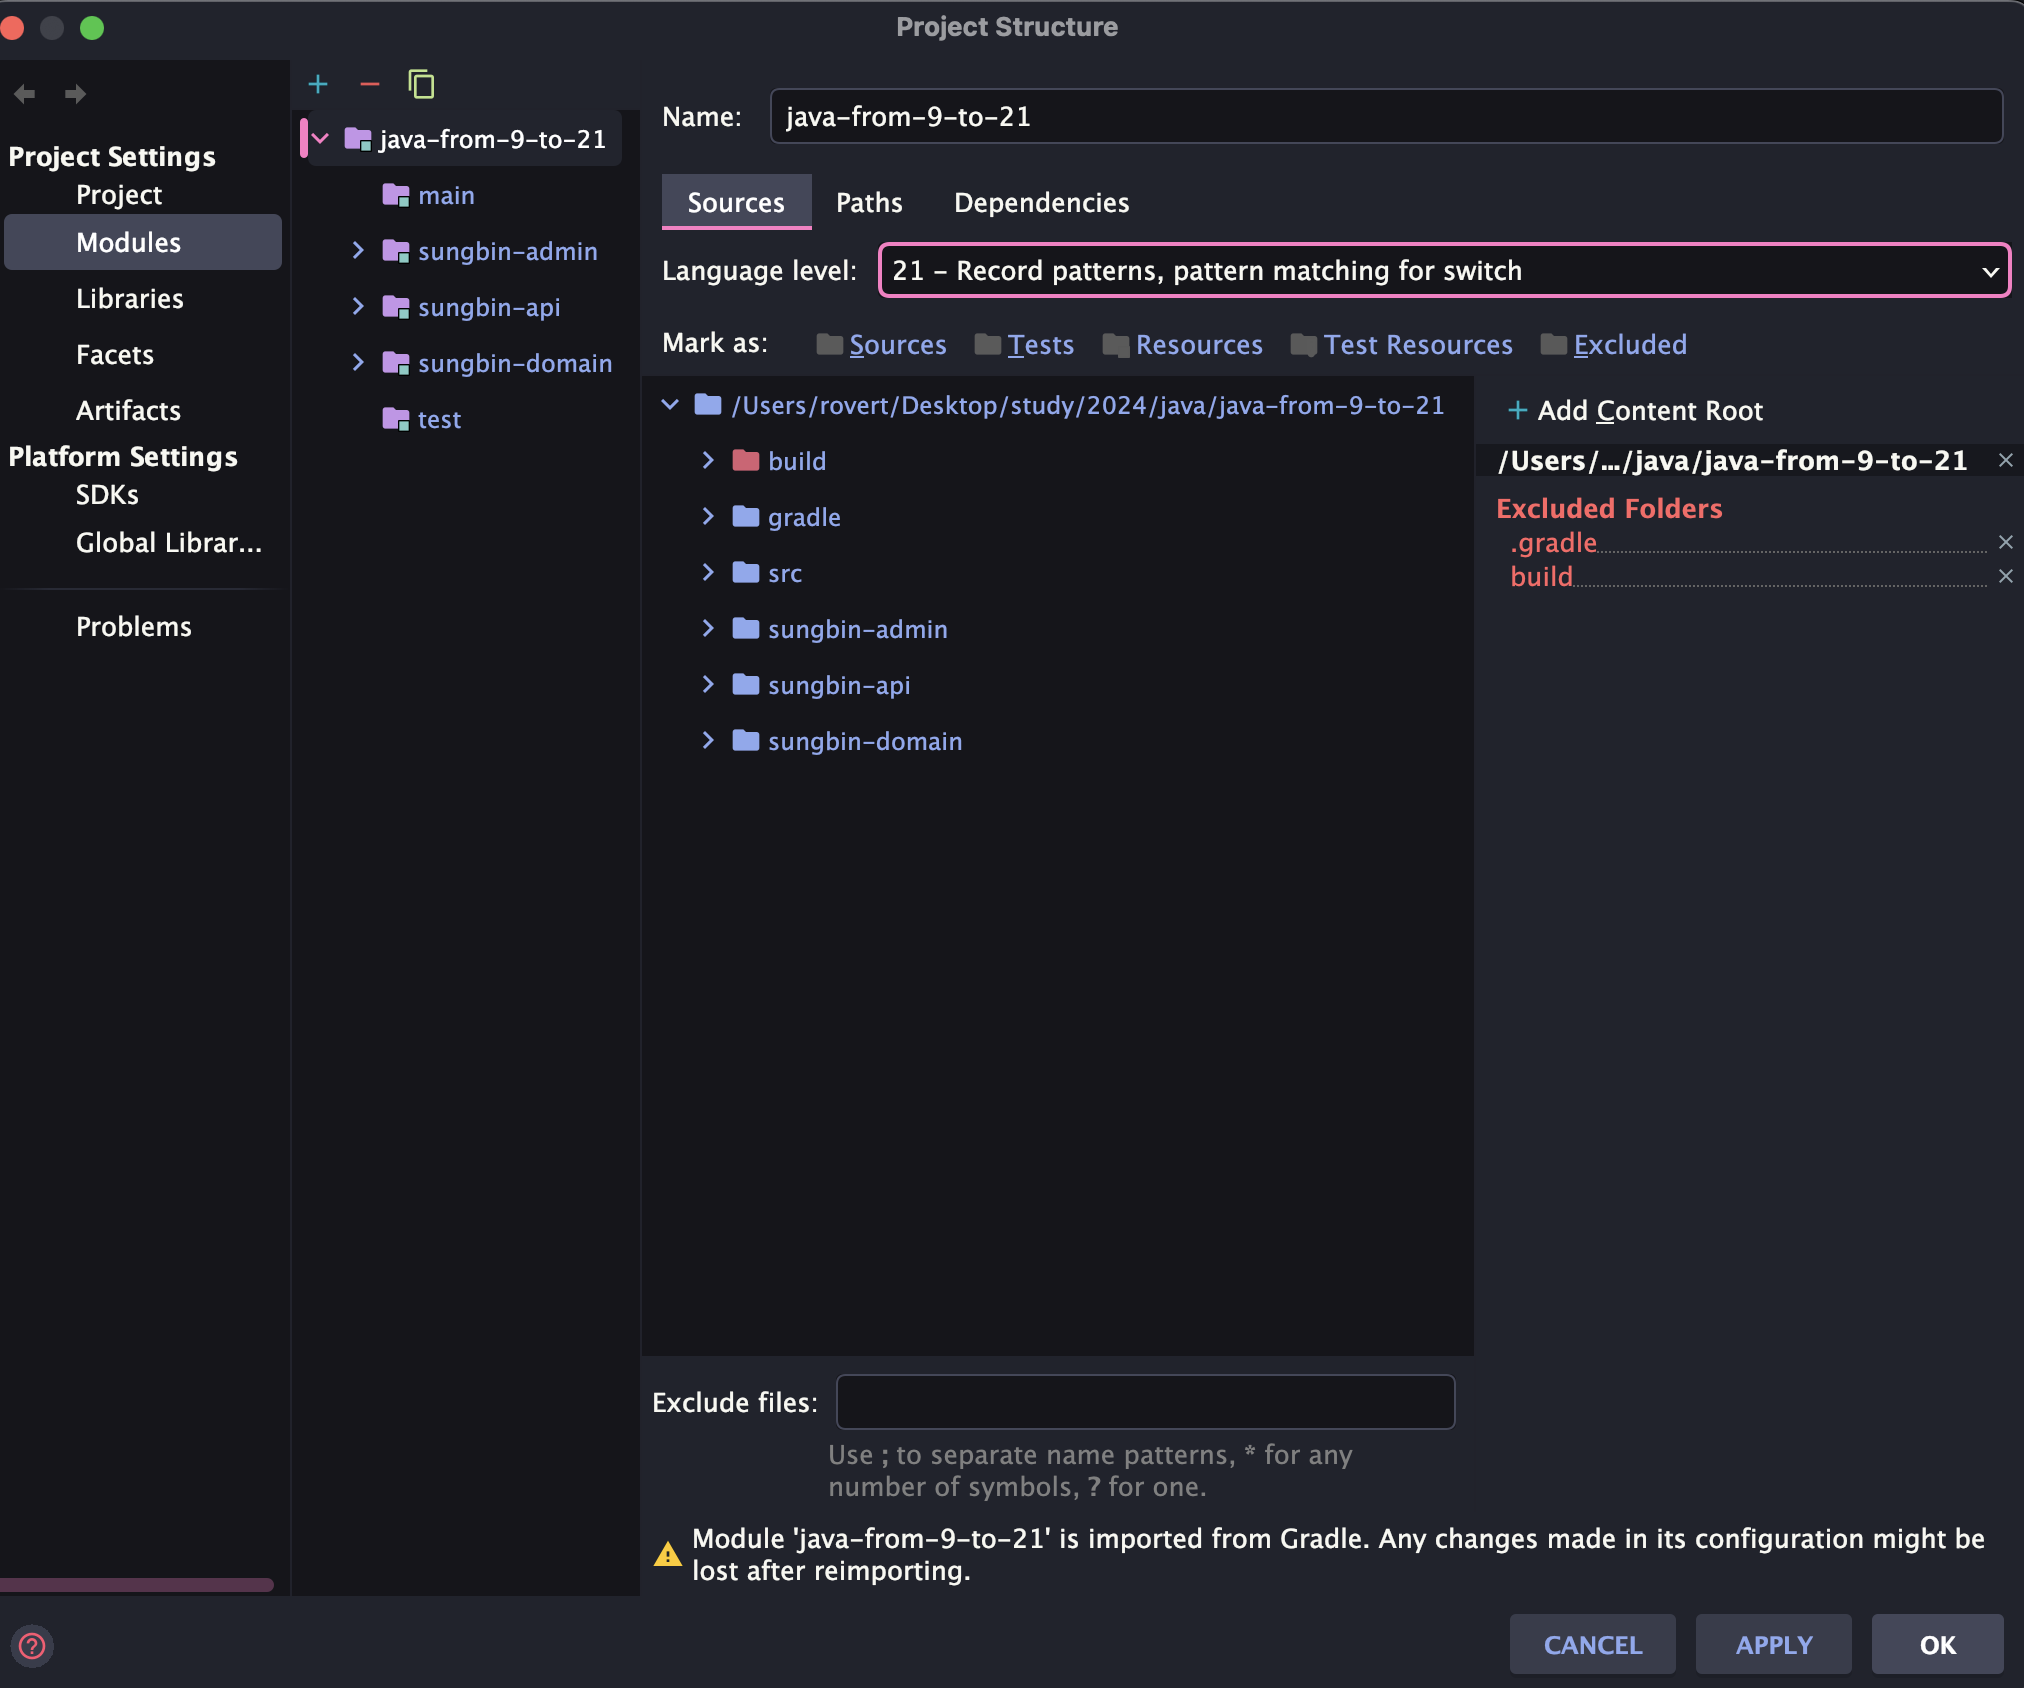 Project Structure
Project Settings
Project
Modules
Libraries
Facets
Artifacts
Platform Settings
SDKs
Global Librar...
Problems
java-from-9-to-21
main
sungbin-admin
sungbin-api
sungbin-domain
test
Name: java-from-9-to-21
Sources Paths Dependencies
Language level: 21 – Record patterns, pattern matching for switch
Mark as: Sources Tests Resources Test Resources Excluded
/Users/rovert/Desktop/study/2024/java/java-from-9-to-21
build
gradle
src
sungbin-admin
sungbin-api
sungbin-domain
+ Add Content Root
/Users/.../java/java-from-9-to-21
Excluded Folders
.gradle
build
Exclude files:
Use ; to separate name patterns, * for any
number of symbols, ? for one.
Module 'java-from-9-to-21' is imported from Gradle. Any changes made in its configuration might be
lost after reimporting.
?
CANCEL APPLY OK